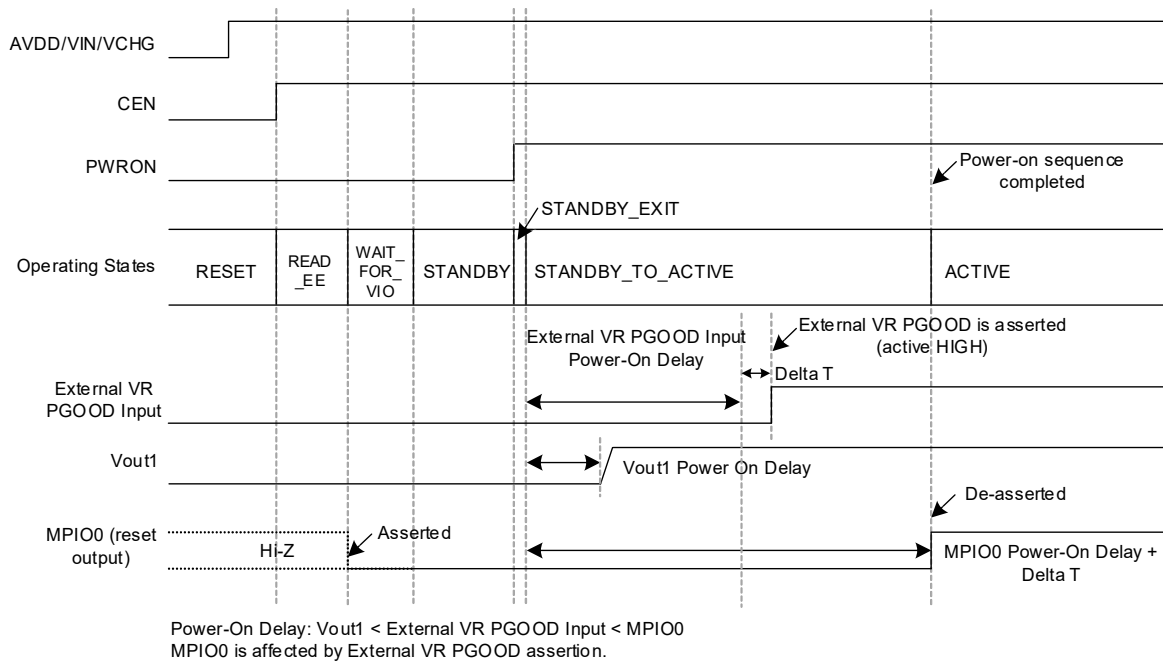 AVDD/VIN/VCHG
CEN
PWRON
Power-on sequence
completed
STANDBY_EXIT
Operating States
RESET
READ
_EE
WAIT_
FOR_
VIO
STANDBY
STANDBY_TO_ACTIVE
ACTIVE
External VR PGOOD Input
Power-On Delay
External VR PGOOD is asserted
(active HIGH)
Delta T
External VR
PGOOD Input
Vout1
Vout1 Power On Delay
De-asserted
MPIO0 (reset
output)
Hi-Z
Asserted
MPIO0 Power-On Delay +
Delta T
Power-On Delay: Vout1 < External VR PGOOD Input < MPIO0
MPIO0 is affected by External VR PGOOD assertion.